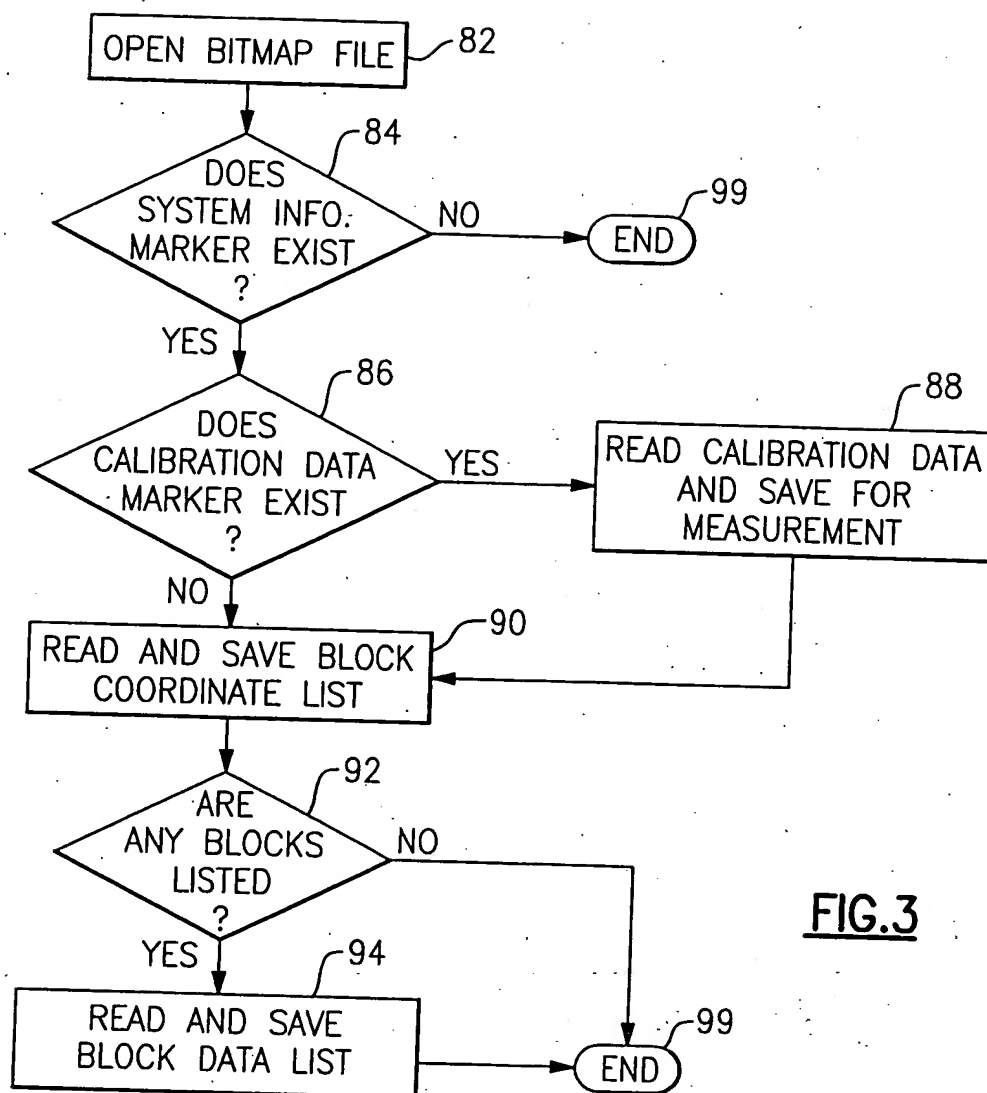 OPEN BITMAP FILE
82
84
DOES
SYSTEM INFO.
MARKER EXIST
?
NO
99
END
YES
86
DOES
CALIBRATION DATA
MARKER EXIST
?
YES
88
READ CALIBRATION DATA
AND SAVE FOR
MEASUREMENT
NO
90
READ AND SAVE BLOCK
COORDINATE LIST
92
ARE
ANY BLOCKS
LISTED
?
NO
FIG.3
YES
94
READ AND SAVE
BLOCK DATA LIST
99
END